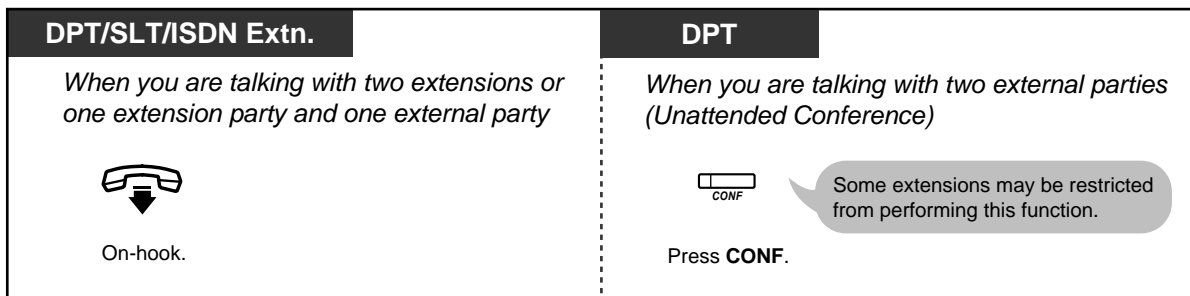 DPT/SLT/ISDN Extn.
When you are talking with two extensions or
one extension party and one external party
On-hook.
DPT
When you are talking with two external parties
(Unattended Conference)
CONF
Some extensions may be restricted
from performing this function.
Press CONF.